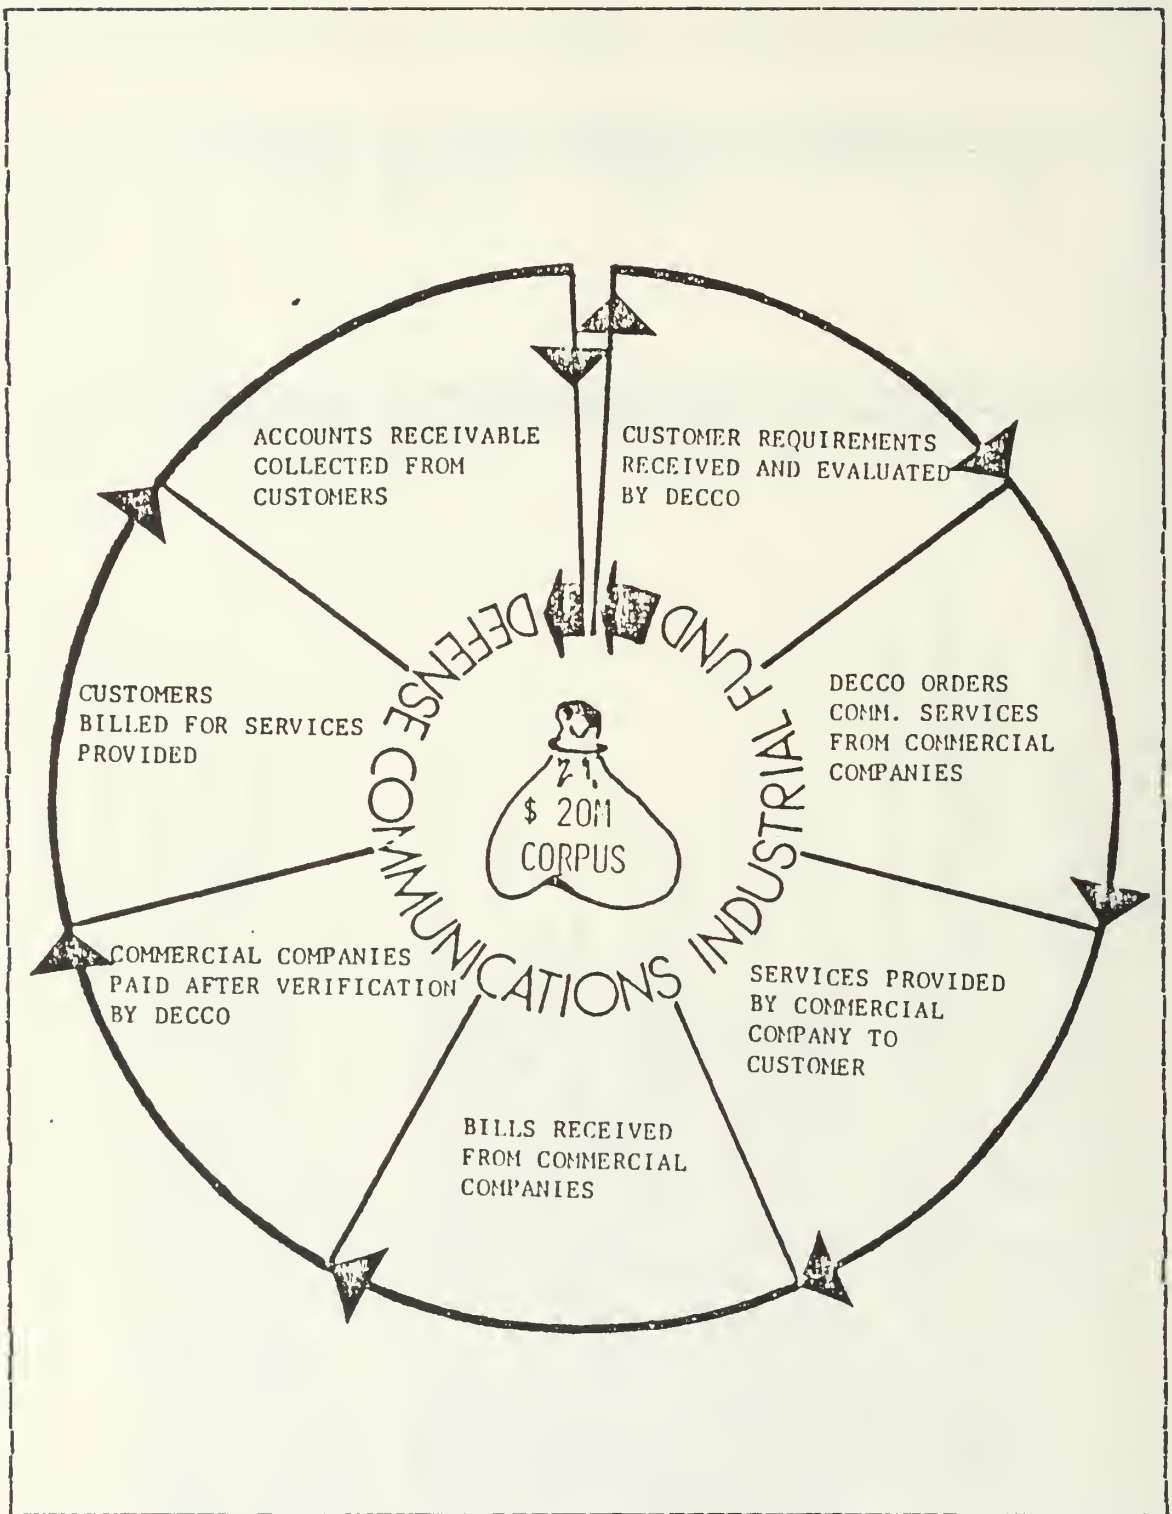 ACCOUNTS RECEIVABLE
COLLECTED FROM
CUSTOMERS
CUSTOMER REQUIREMENTS
RECEIVED AND EVALUATED
BY DECCO
DECCO ORDERS
COMM. SERVICES
FROM COMMERCIAL
COMPANIES
SERVICES PROVIDED
BY COMMERCIAL
COMPANY TO
CUSTOMER
BILLS RECEIVED
FROM COMMERCIAL
COMPANIES
COMMERCIAL COMPANIES
PAID AFTER VERIFICATION
BY DECCO
CUSTOMERS
BILLED FOR SERVICES
PROVIDED
DEFENSE COMMUNICATIONS INDUSTRIAL FUND
$ 20M
CORPUS